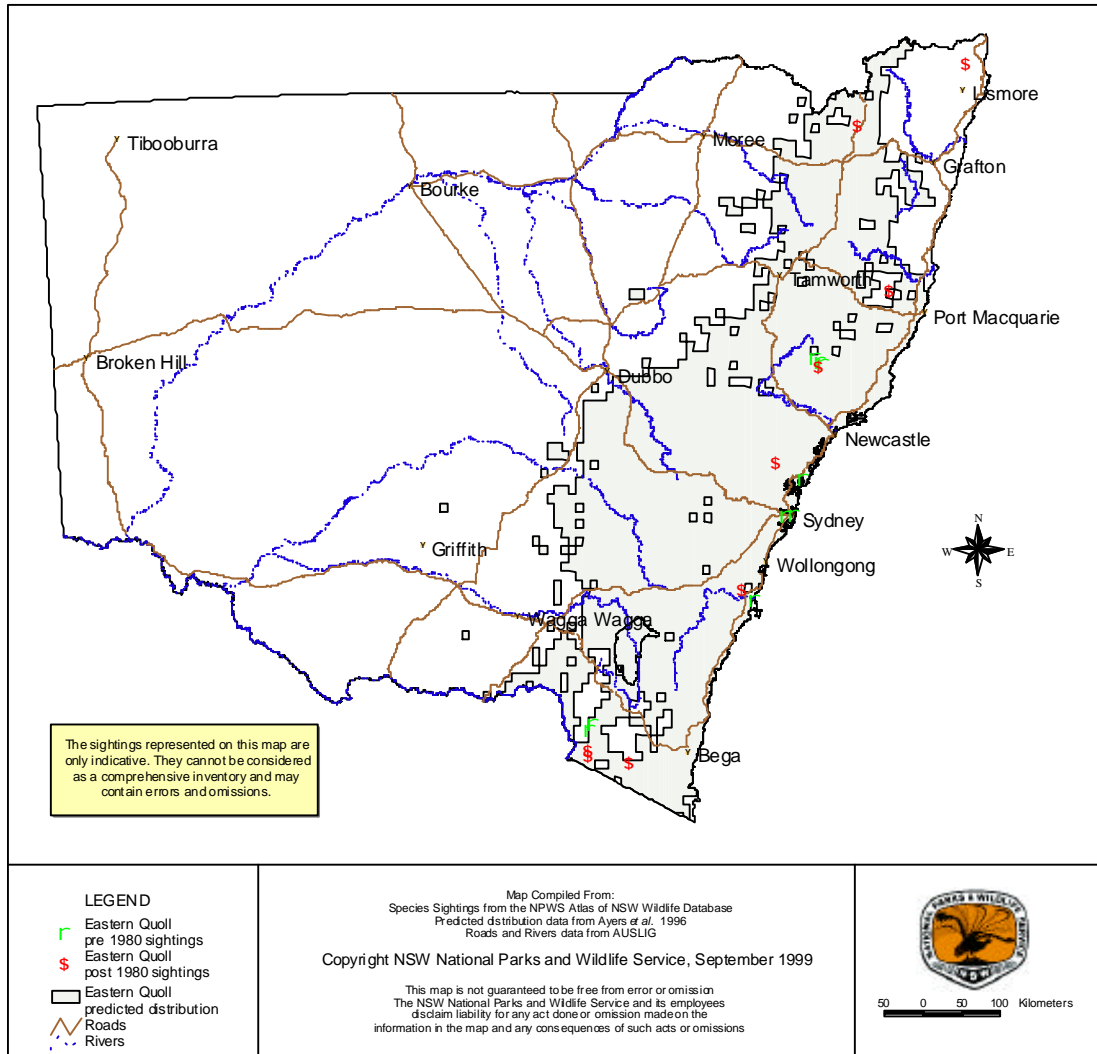 Lismore
Tibooburra
Moree
Grafton
Bourke
Tamworth
Port Macquarie
Broken Hill
Dubbo
Newcastle
Sydney
Griffith
Wollongong
Wagga Wagga
Bega
N
W E
S
The sightings represented on this map are
only indicative. They cannot be considered
as a comprehensive inventory and may
contain errors and omissions.
LEGEND
Eastern Quoll
pre 1980 sightings
Eastern Quoll
post 1980 sightings
Eastern Quoll
predicted distribution
Roads
Rivers
Map Compiled From:
Species Sightings from the NPWS Atlas of NSW Wildlife Database
Predicted distribution data from Ayers et al. 1996
Roads and Rivers data from AUSLIG
Copyright NSW National Parks and Wildlife Service, September 1999
This map is not guaranteed to be free from error or omission
The NSW National Parks and Wildlife Service and its employees
disclaim liability for any act done or omission made on the
information in the map and any consequences of such acts or omissions
NATIONAL PARKS & WILDLIFE SERVICE
NSW
50 0 50 100 Kilometers